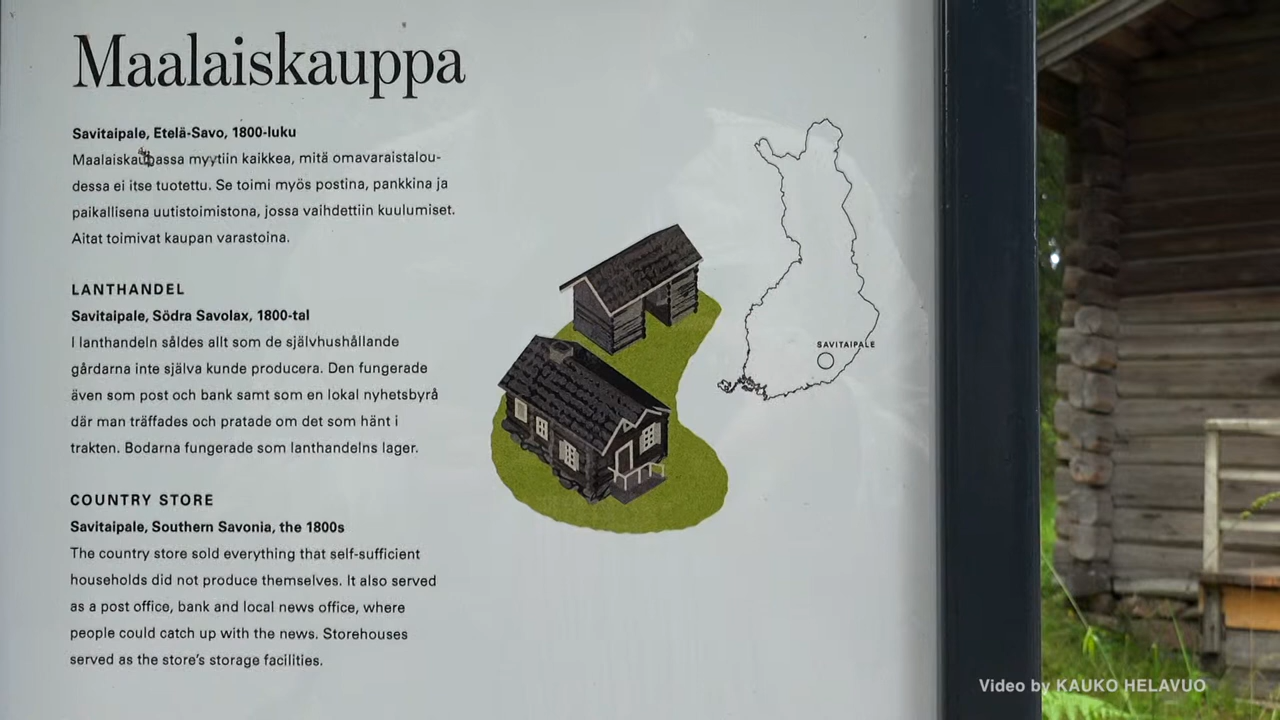 Maalaiskauppa
Savitaipale, Etelä-Savo, 1800-luku
Maalaiskaupassa myytiin kaikkea, mitä omavaraistalou-
dessa ei itse tuotettu. Se toimi myös postina, pankkina ja
paikallisena uutistoimistona, jossa vaihdettiin kuulumiset.
Aitat toimivat kaupan varastoina.
LANTHANDEL
Savitaipale, Södra Savolax, 1800-tal
I lanthandeln såldes allt som de självhushållande
gårdarna inte själva kunde producera. Den fungerade
även som post och bank samt som en lokal nyhetsbyrå
där man träffades och pratade om det som hänt i
trakten. Bodarna fungerade som lanthandelns lager.
COUNTRY STORE
Savitaipale, Southern Savonia, the 1800s
The country store sold everything that self-sufficient
households did not produce themselves. It also served
as a post office, bank and local news office, where
people could catch up with the news. Storehouses
served as the store's storage facilities.
SAVITAIPALE
Video by KAUKO HELAVUO